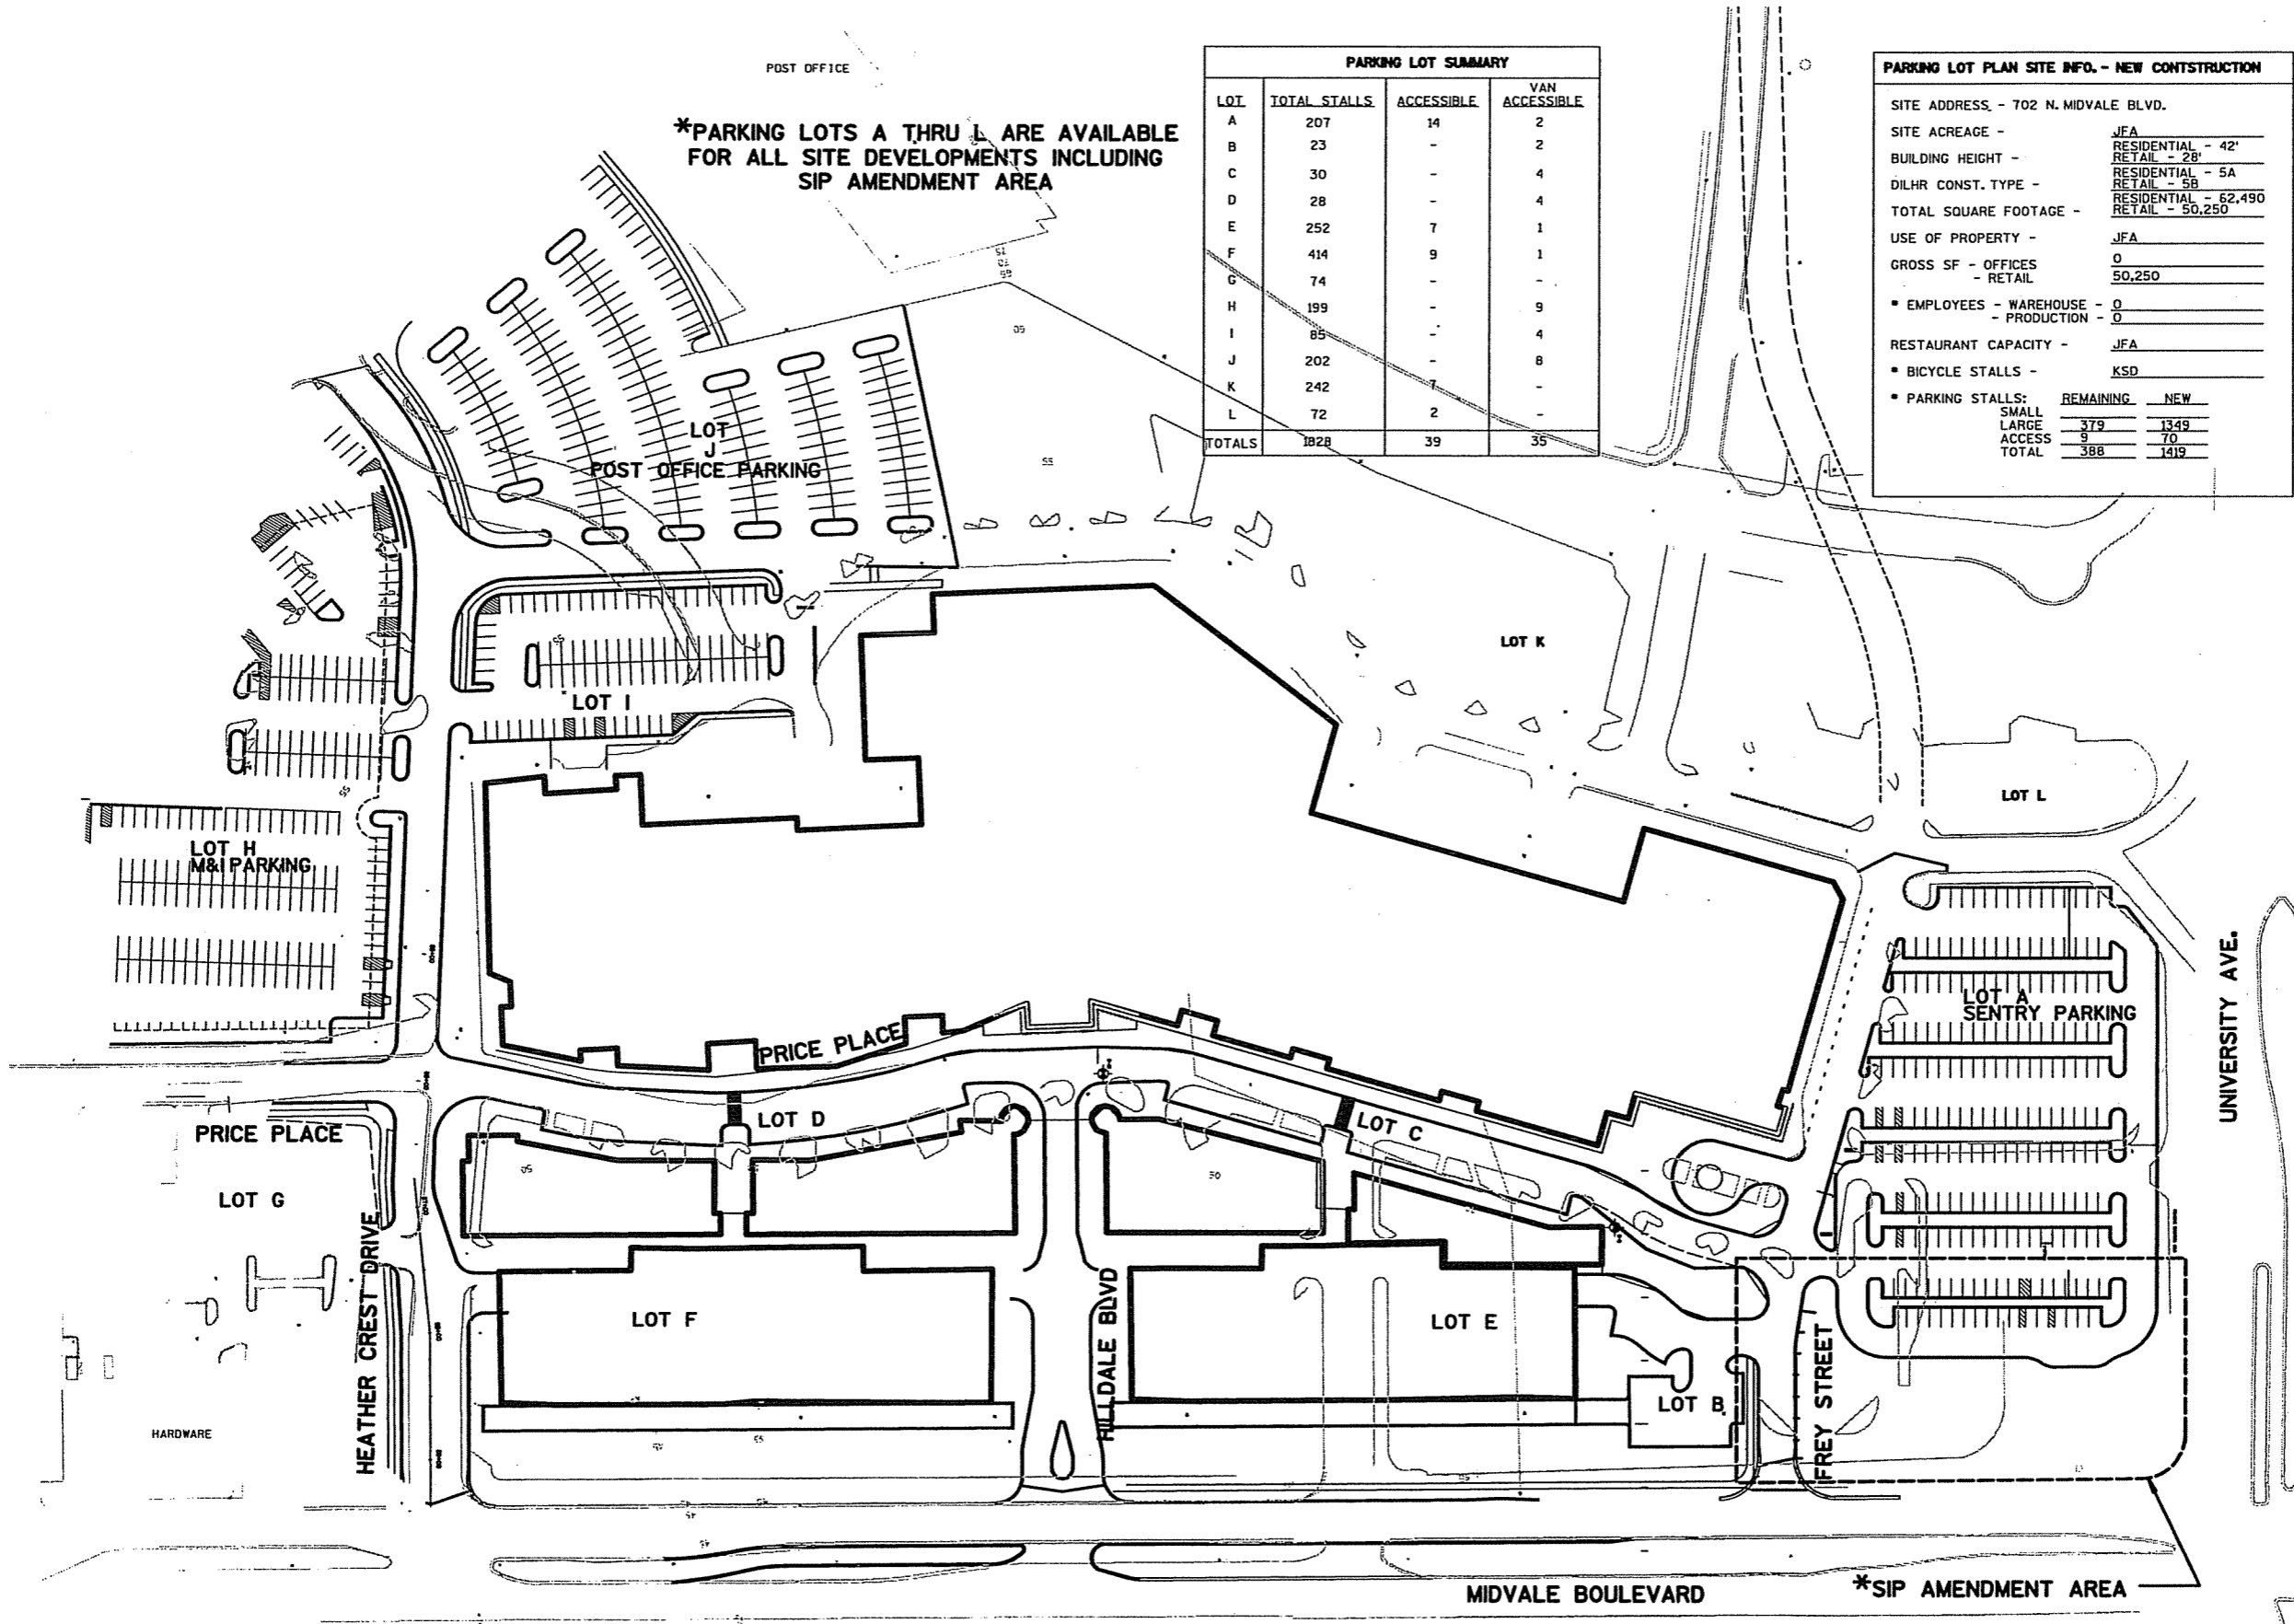 POST OFFICE
*PARKING LOTS A THRU L ARE AVAILABLE
FOR ALL SITE DEVELOPMENTS INCLUDING
SIP AMENDMENT AREA
PARKING LOT SUMMARY
LOT TOTAL STALLS ACCESSIBLE VAN ACCESSIBLE
A 207 14 2
B 23 - 2
C 30 - 4
D 28 - 4
E 252 7 1
F 414 9 1
G 74 - -
H 199 - 9
I 85 - 4
J 202 - 8
K 242 7 -
L 72 2 -
TOTALS 1828 39 35
PARKING LOT PLAN SITE INFO. - NEW CONTSTRUCTION
SITE ADDRESS - 702 N. MIDVALE BLVD.
SITE ACREAGE - JFA
BUILDING HEIGHT - RESIDENTIAL - 42'
RETAIL - 28'
DILHR CONST. TYPE - RESIDENTIAL - 5A
RETAIL - 5B
TOTAL SQUARE FOOTAGE - RESIDENTIAL - 62,490
RETAIL - 50,250
USE OF PROPERTY - JFA
GROSS SF - OFFICES 0
- RETAIL 50,250
* EMPLOYEES - WAREHOUSE - 0
- PRODUCTION - 0
RESTAURANT CAPACITY - JFA
* BICYCLE STALLS - KSD
* PARKING STALLS: REMAINING NEW
SMALL
LARGE 379 1349
ACCESS 9 70
TOTAL 388 1419
LOT
J
POST OFFICE PARKING
LOT K
LOT I
LOT L
LOT H
M&I PARKING
LOT A
SENTRY PARKING
UNIVERSITY AVE.
PRICE PLACE
LOT D
LOT C
PRICE PLACE
LOT G
HEATHER CREST DRIVE
LOT F
HILLDALE BLVD
LOT E
LOT B
FREY STREET
HARDWARE
MIDVALE BOULEVARD
*SIP AMENDMENT AREA